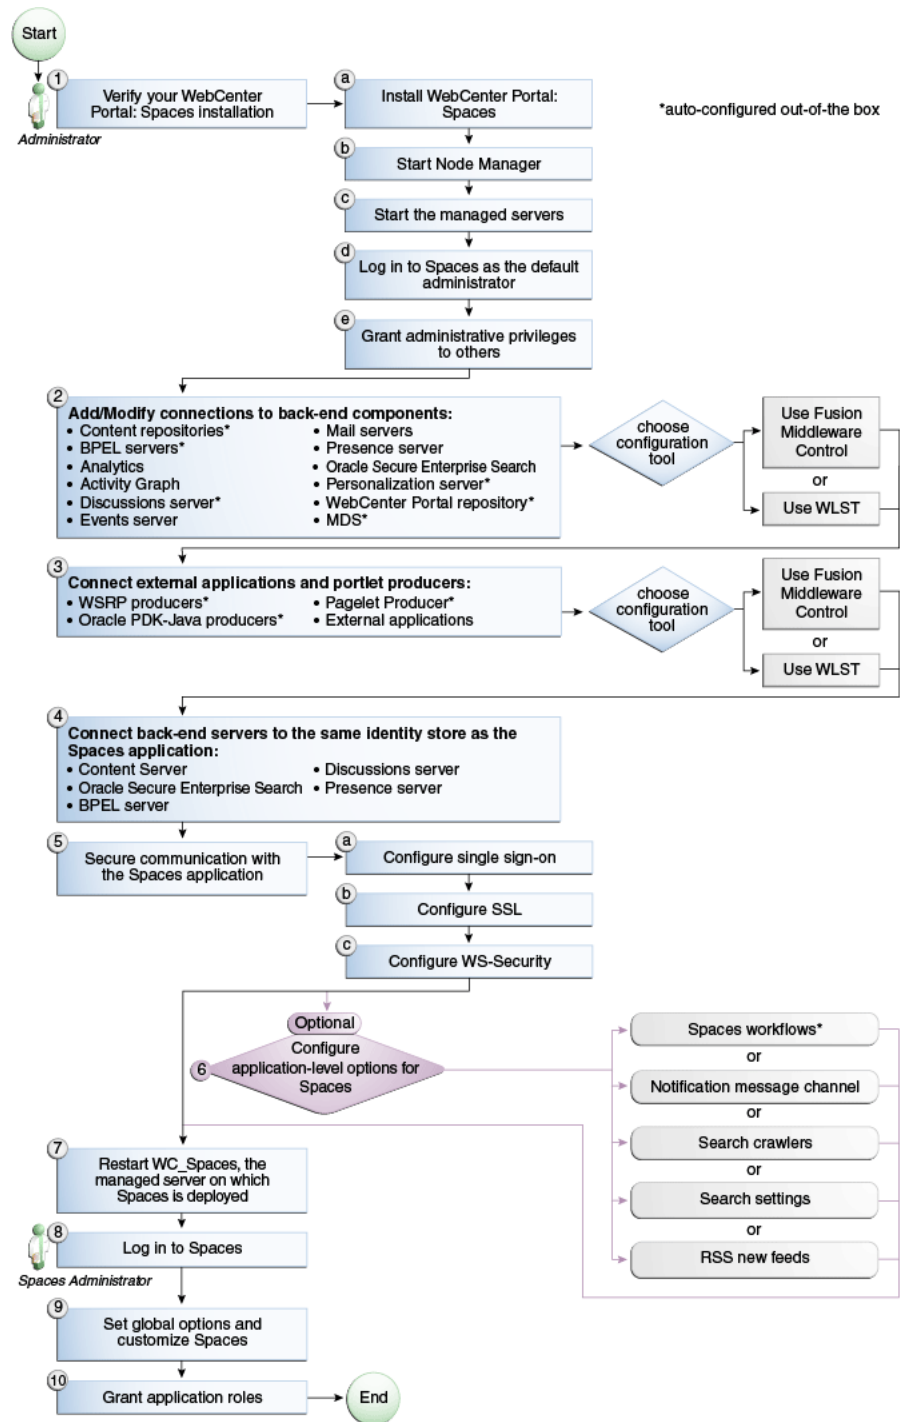 Start
1
Verify your WebCenter
Portal: Spaces installation
Administrator
a
Install WebCenter Portal:
Spaces
*auto-configured out-of-the box
b
Start Node Manager
c
Start the managed servers
d
Log in to Spaces as the default
administrator
e
Grant administrative privileges
to others
2
Add/Modify connections to back-end components:
• Content repositories*
• BPEL servers*
• Analytics
• Activity Graph
• Discussions server*
• Events server
• Mail servers
• Presence server
• Oracle Secure Enterprise Search
• Personalization server*
• WebCenter Portal repository*
• MDS*
choose
configuration
tool
Use Fusion
Middleware
Control
or
Use WLST
3
Connect external applications and portlet producers:
• WSRP producers*
• Oracle PDK-Java producers*
• Pagelet Producer*
• External applications
choose
configuration
tool
Use Fusion
Middleware
Control
or
Use WLST
4
Connect back-end servers to the same identity store as the
Spaces application:
• Content Server
• Oracle Secure Enterprise Search
• BPEL server
• Discussions server
• Presence server
5
Secure communication with
the Spaces application
a
Configure single sign-on
b
Configure SSL
c
Configure WS-Security
Optional
6
Configure
application-level options for
Spaces
Spaces workflows*
or
Notification message channel
or
Search crawlers
or
Search settings
or
RSS new feeds
7
Restart WC_Spaces, the
managed server on which
Spaces is deployed
8
Log in to Spaces
Spaces Administrator
9
Set global options and
customize Spaces
10
Grant application roles
End